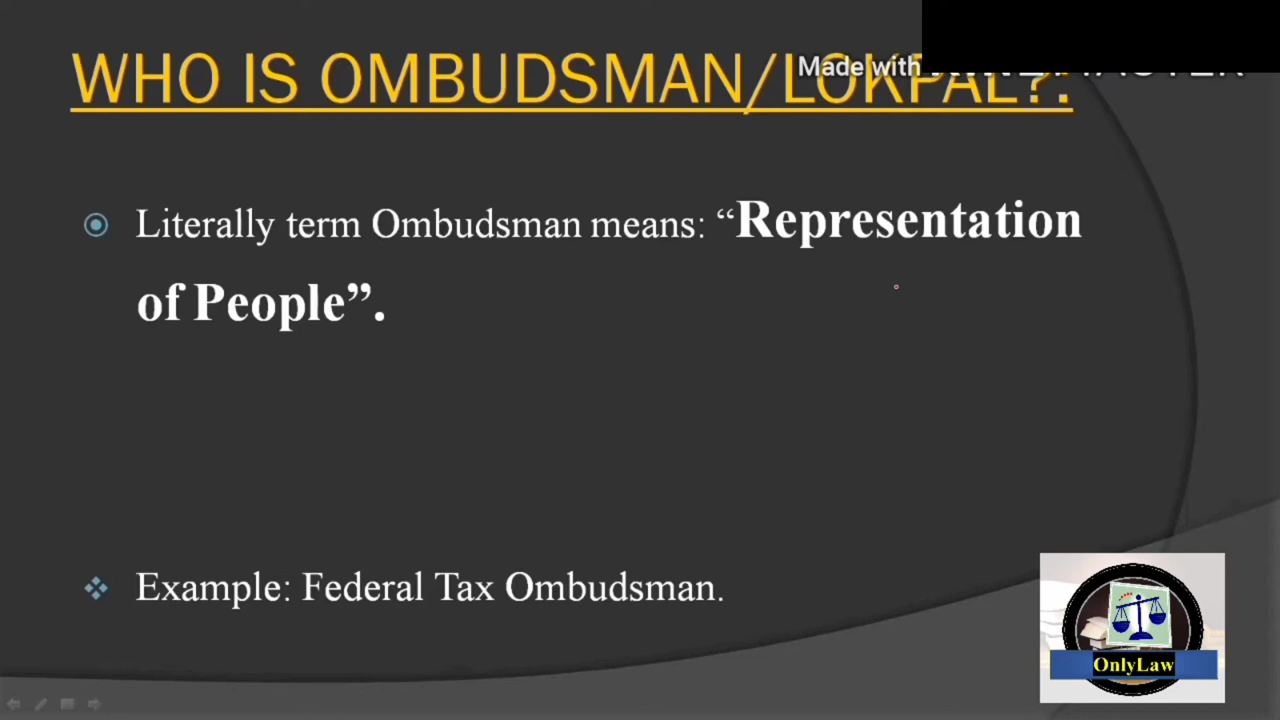 WHO IS OMBUDSMAN/LOKPAL?:
Made with
Literally term Ombudsman means: “Representation
of People”.
Example: Federal Tax Ombudsman.
OnlyLaw